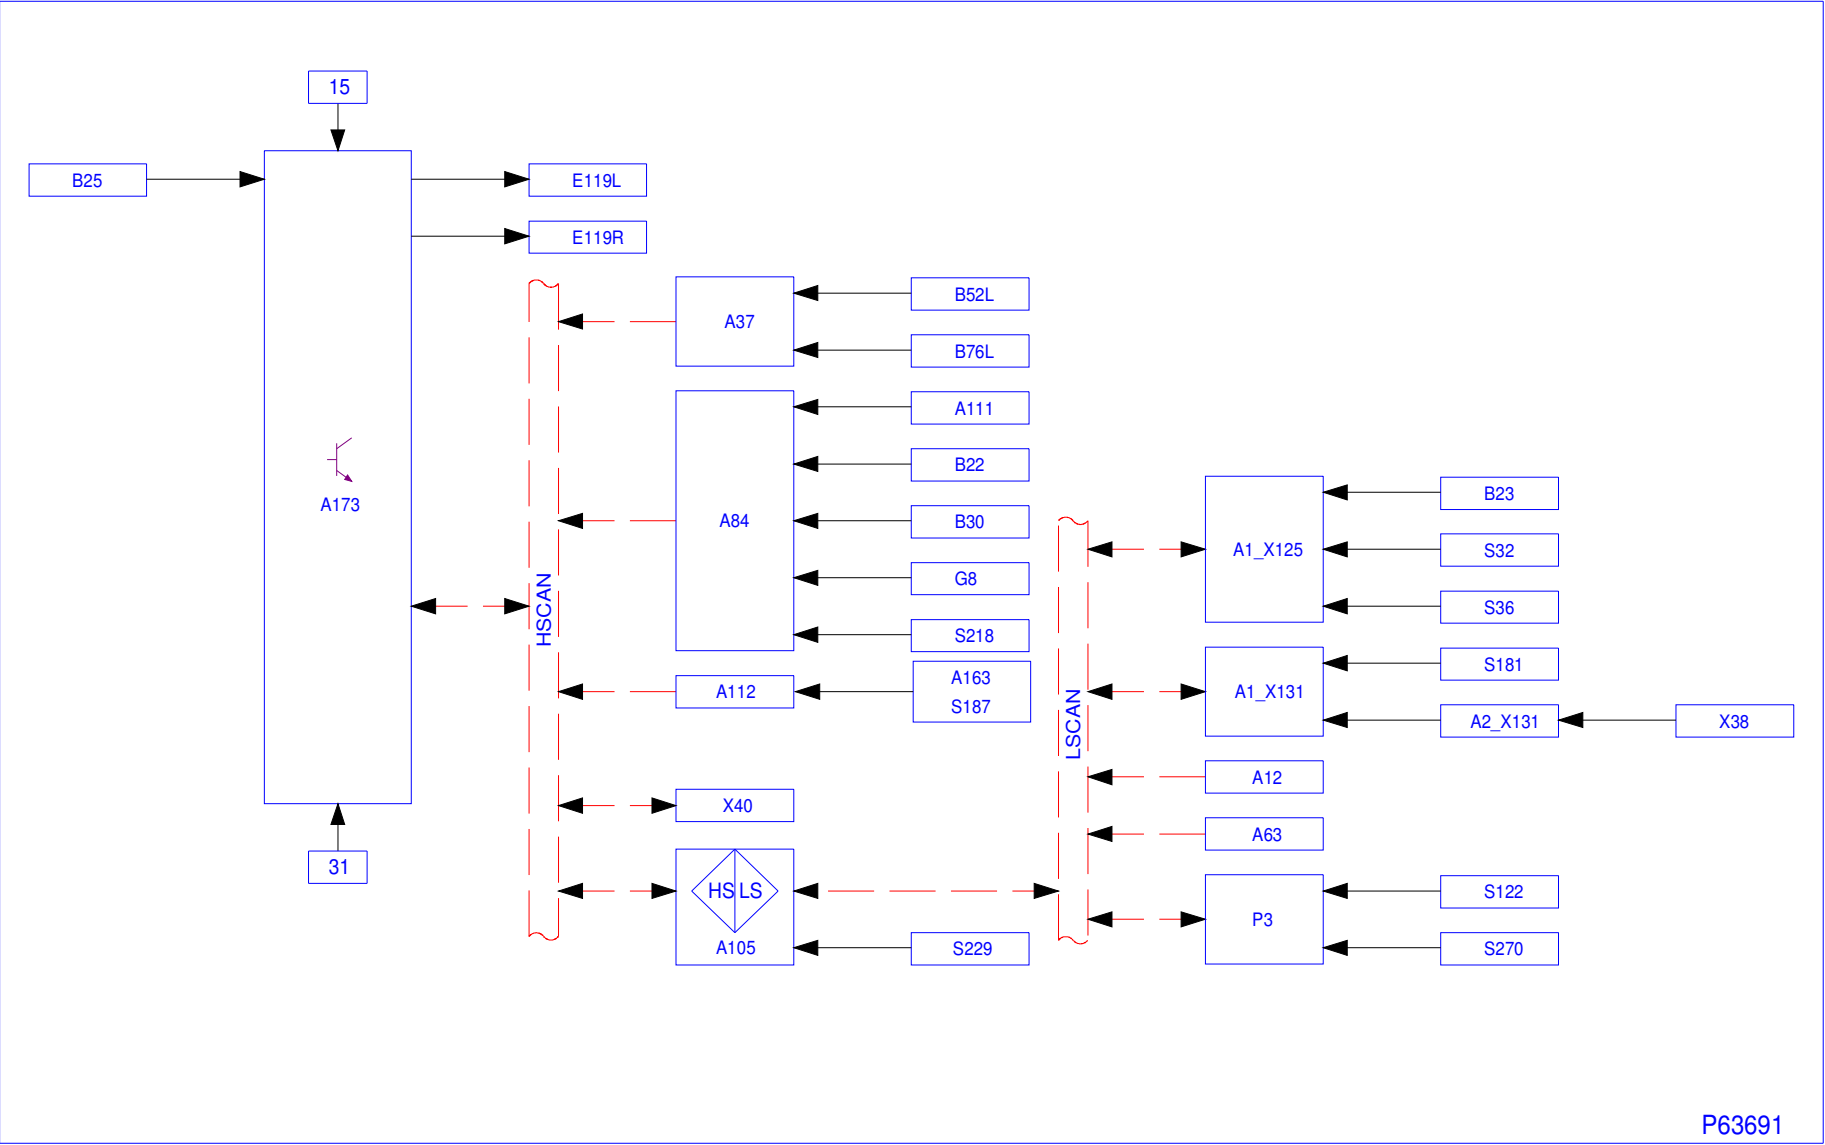 15
B25
E119L
E119R
B52L
A37
B76L
A111
B22
B23
A173
A84
B30
A1_X125
S32
HSCAN
G8
S36
S218
A163
S181
A112
S187
A1_X131
LSCAN
A2_X131
X38
A12
X40
A63
31
HS LS
S122
P3
A105
S229
S270
P63691